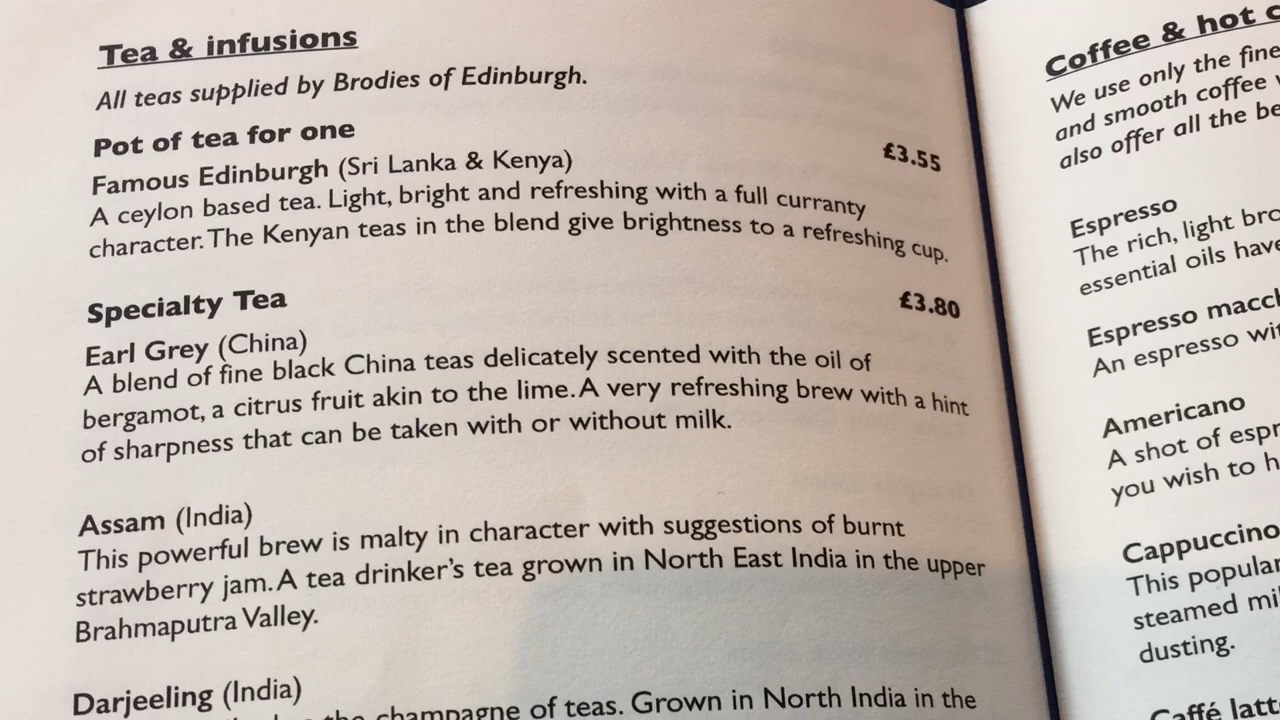 Tea & infusions
All teas supplied by Brodies of Edinburgh.
Pot of tea for one
£3.55
Famous Edinburgh (Sri Lanka & Kenya)
A ceylon based tea. Light, bright and refreshing with a full curranty
character. The Kenyan teas in the blend give brightness to a refreshing cup.
Specialty Tea
£3.80
Earl Grey (China)
A blend of fine black China teas delicately scented with the oil of
bergamot, a citrus fruit akin to the lime. A very refreshing brew with a hint
of sharpness that can be taken with or without milk.
Assam (India)
This powerful brew is malty in character with suggestions of burnt
strawberry jam. A tea drinker's tea grown in North East India in the upper
Brahmaputra Valley.
Darjeeling (India)
the champagne of teas. Grown in North India in the
Coffee & hot
We use only the
and smooth coffee
also offer all the
Espresso
The rich, light
essential oils have
Espresso
An espresso
Americano
A shot of
you wish to
Cappuccino
This popular
steamed
dusting.
Caffé